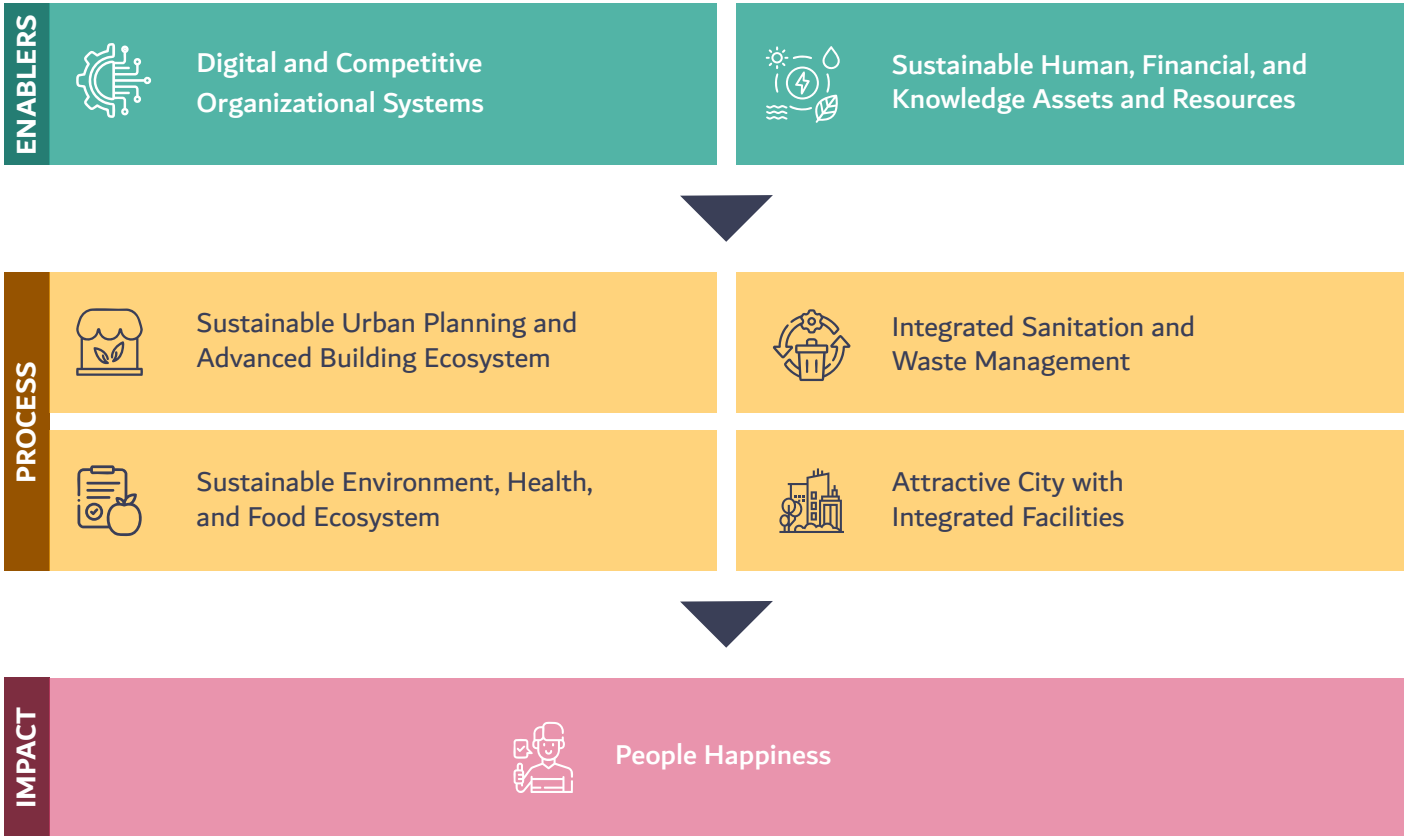 ENABLERS
Digital and Competitive
Organizational Systems
Sustainable Human, Financial, and
Knowledge Assets and Resources
PROCESS
Sustainable Urban Planning and
Advanced Building Ecosystem
Integrated Sanitation and
Waste Management
Sustainable Environment, Health,
and Food Ecosystem
Attractive City with
Integrated Facilities
IMPACT
People Happiness